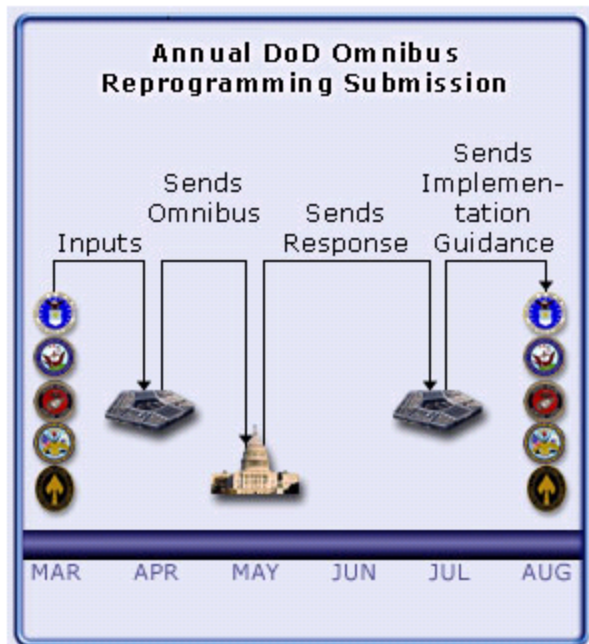 Annual DoD Omnibus
Reprogramming Submission
Inputs
Sends
Omnibus
Sends
Response
Sends
Implemen-
tation
Guidance
MAR APR MAY JUN JUL AUG